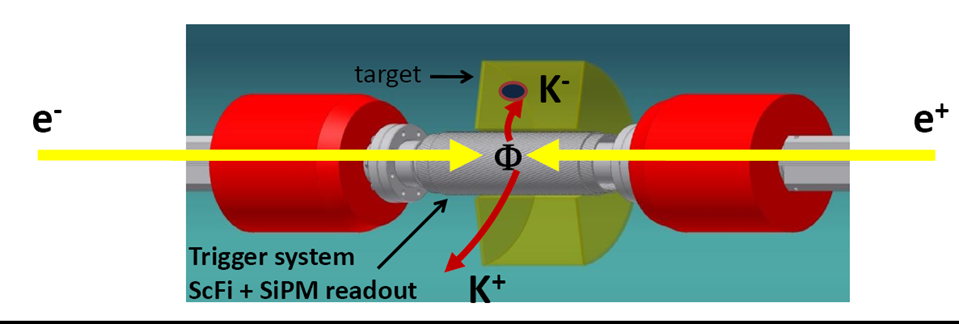 target
K-
e-
e+
Φ
Trigger system
ScFi + SiPM readout
K+